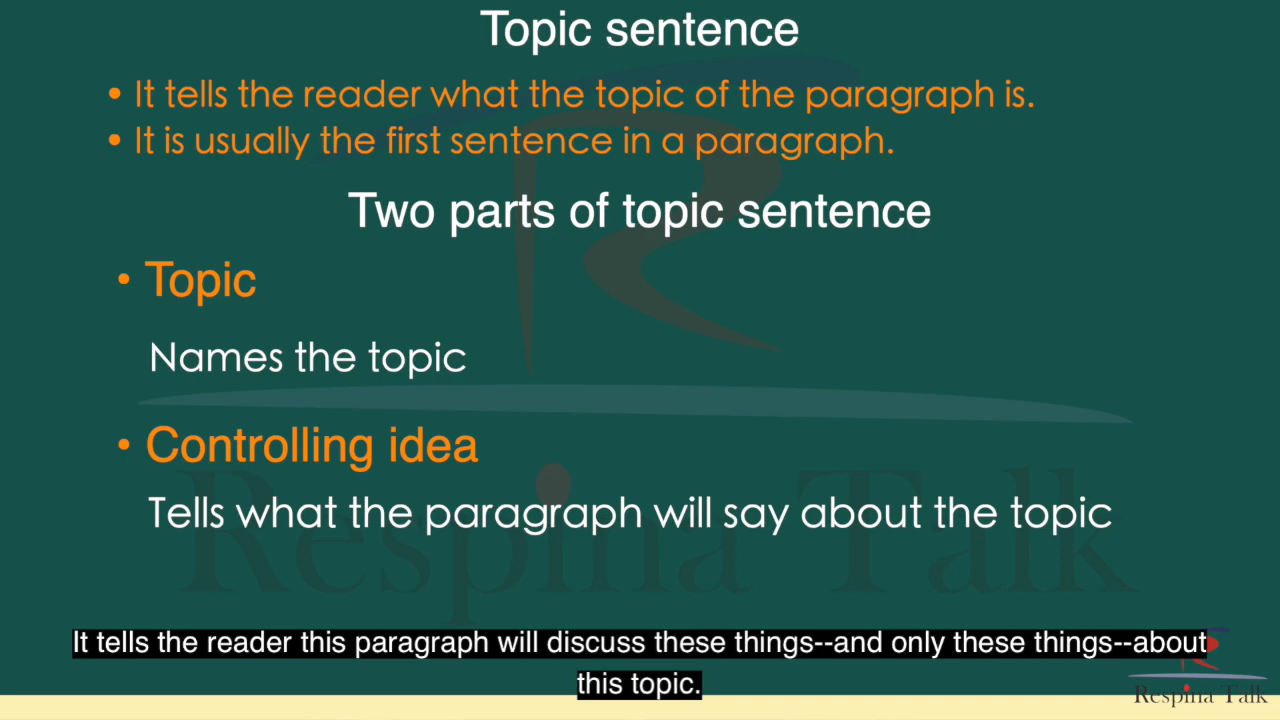 Topic sentence
• It tells the reader what the topic of the paragraph is.
• It is usually the first sentence in a paragraph.
Two parts of topic sentence
• Topic
Names the topic
• Controlling idea
Tells what the paragraph will say about the topic
Respina Talk
It tells the reader this paragraph will discuss these things--and only these things--about
this topic.
Respina Talk